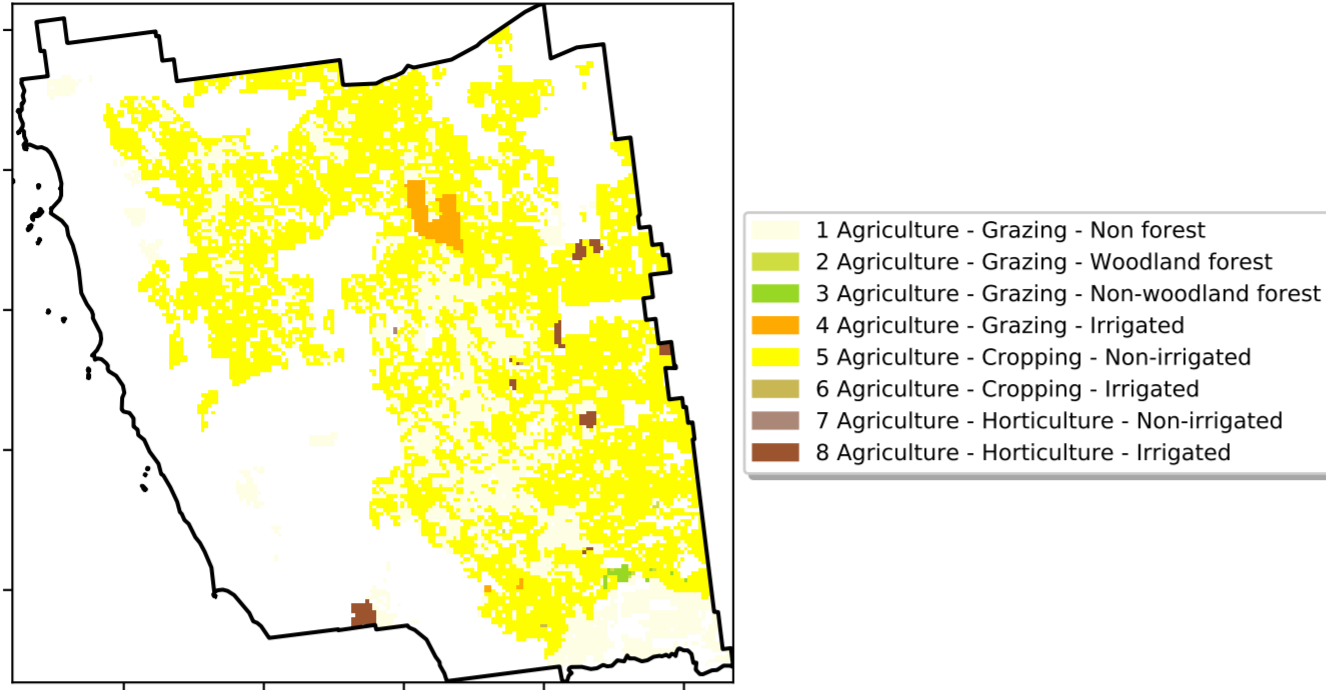 1 Agriculture - Grazing - Non forest
2 Agriculture - Grazing - Woodland forest
3 Agriculture - Grazing - Non-woodland forest
4 Agriculture - Grazing - Irrigated
5 Agriculture - Cropping - Non-irrigated
6 Agriculture - Cropping - Irrigated
7 Agriculture - Horticulture - Non-irrigated
8 Agriculture - Horticulture - Irrigated